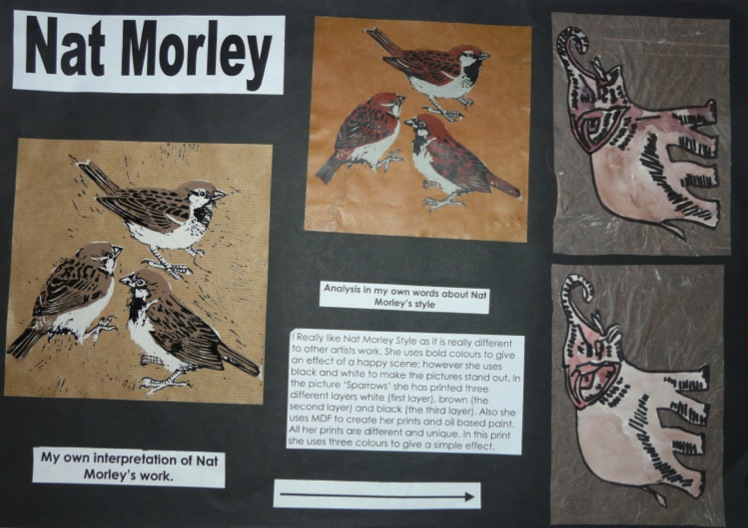 Nat Morley
Analysis in my own words about Nat
Morley's style
I Really like Nat Morley Style as it is really different
to other artists work. She uses bold colours to give
an effect of a happy scene; however she uses
black and white to make the pictures stand out. In
the picture 'Sparrows' she has printed three
different layers white (first layer), brown (the
second layer) and black (the third layer). Also she
uses MDF to create her prints and oil based paint.
All her prints are different and unique. In this print
she uses three colours to give a simple effect.
My own interpretation of Nat
Morley's work.